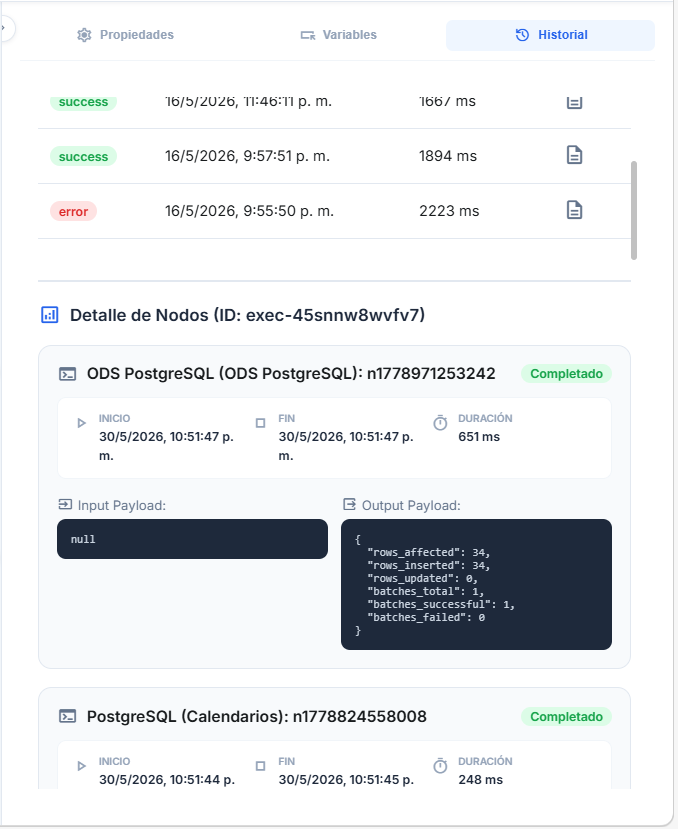 Propiedades
Variables
Historial
success 16/5/2026, 11:46:11 p. m. 1667 ms
success 16/5/2026, 9:57:51 p. m. 1894 ms
error 16/5/2026, 9:55:50 p. m. 2223 ms
Detalle de Nodos (ID: exec-45snnw8wvfv7)
ODS PostgreSQL (ODS PostgreSQL): n1778971253242 Completado
INICIO
30/5/2026, 10:51:47 p.
m.
FIN
30/5/2026, 10:51:47 p.
m.
DURACIÓN
651 ms
Input Payload:
null
Output Payload:
{
"rows_affected": 34,
"rows_inserted": 34,
"rows_updated": 0,
"batches_total": 1,
"batches_successful": 1,
"batches_failed": 0
}
PostgreSQL (Calendarios): n1778824558008 Completado
INICIO
30/5/2026, 10:51:44 p.
FIN
30/5/2026, 10:51:45 p.
DURACIÓN
248 ms